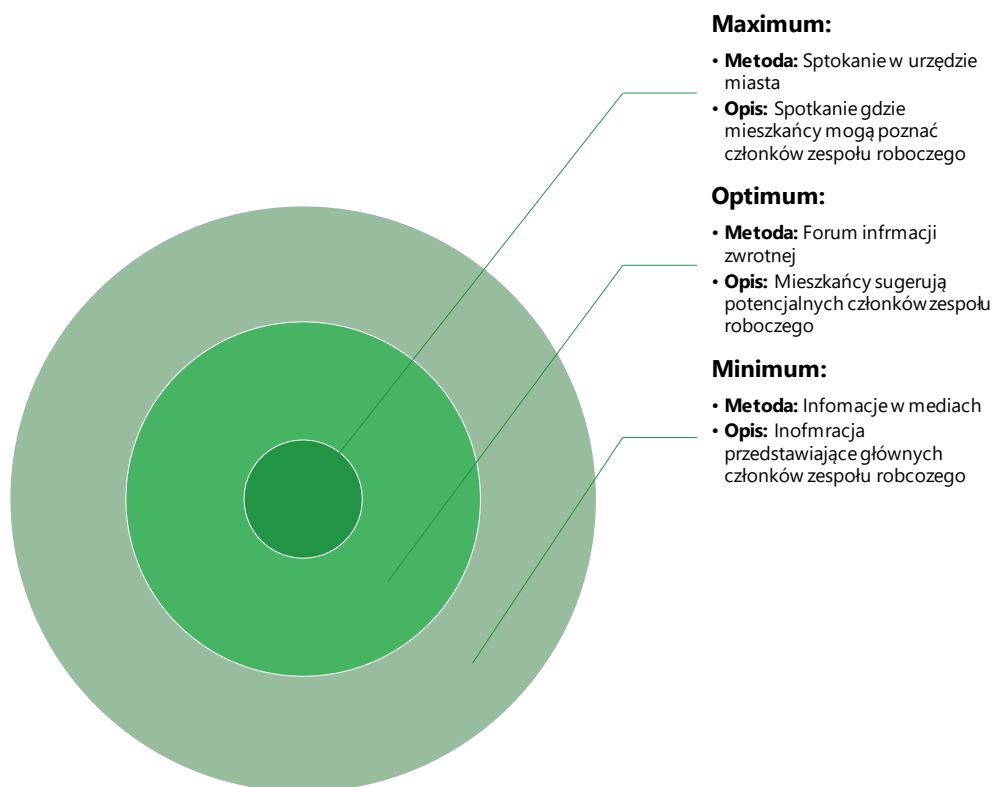 Maximum:
• Metoda: Sptokanie w urzędzie
miasta
• Opis: Spotkanie gdzie
mieszkańcy mogą poznać
członków zespołu roboczego
Optimum:
• Metoda: Forum infrmacji
zwrotnej
• Opis: Mieszkańcy sugerują
potencjalnych członków zespołu
roboczego
Minimum:
• Metoda: Infomacje w mediach
• Opis: Inofmracja
przedstawiające głównych
członków zespołu robcozego